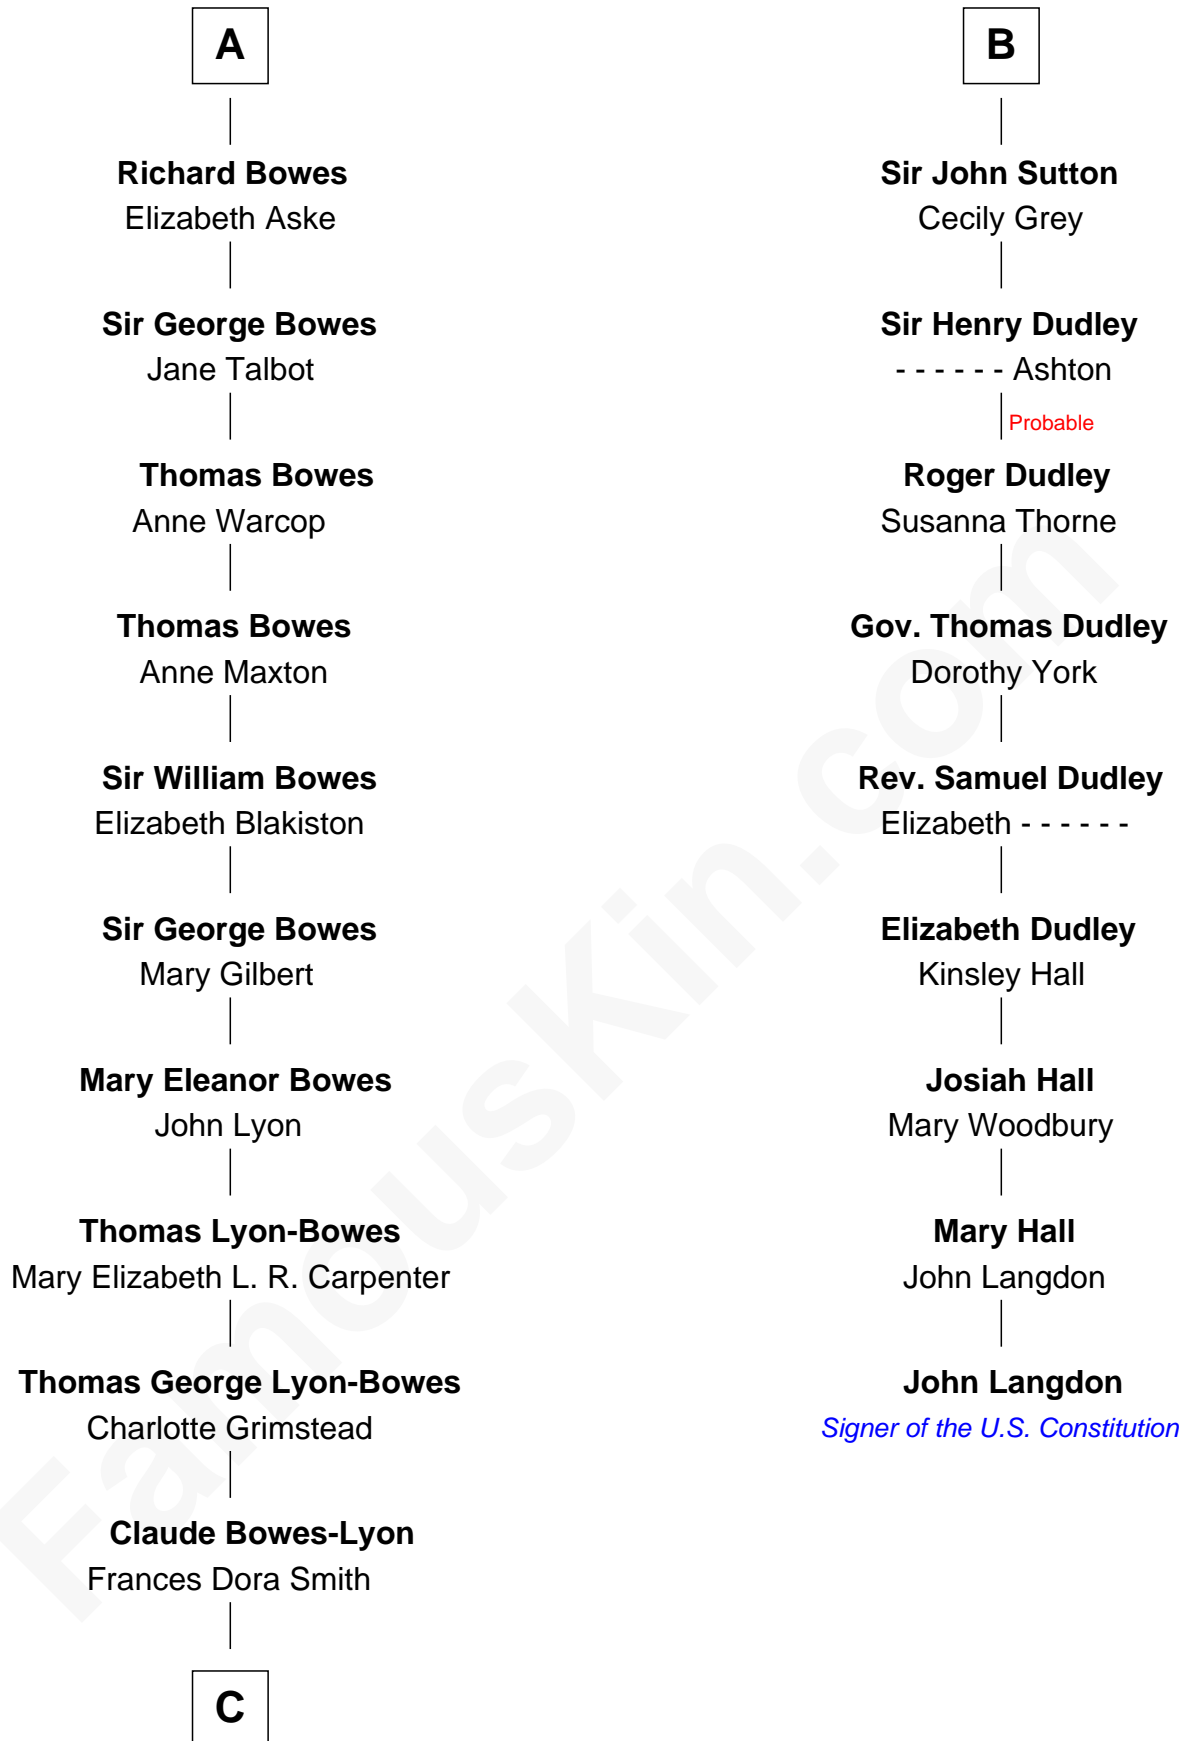 A
Richard Bowes
Elizabeth Aske
Sir George Bowes
Jane Talbot
Thomas Bowes
Anne Warcop
Thomas Bowes
Anne Maxton
Sir William Bowes
Elizabeth Blakiston
Sir George Bowes
Mary Gilbert
Mary Eleanor Bowes
John Lyon
Thomas Lyon-Bowes
Mary Elizabeth L. R. Carpenter
Thomas George Lyon-Bowes
Charlotte Grimstead
Claude Bowes-Lyon
Frances Dora Smith
C
B
Sir John Sutton
Cecily Grey
Sir Henry Dudley
- - - - - - Ashton
Probable
Roger Dudley
Susanna Thorne
Gov. Thomas Dudley
Dorothy York
Rev. Samuel Dudley
Elizabeth - - - - - -
Elizabeth Dudley
Kinsley Hall
Josiah Hall
Mary Woodbury
Mary Hall
John Langdon
John Langdon
Signer of the U.S. Constitution
FamousKin.com